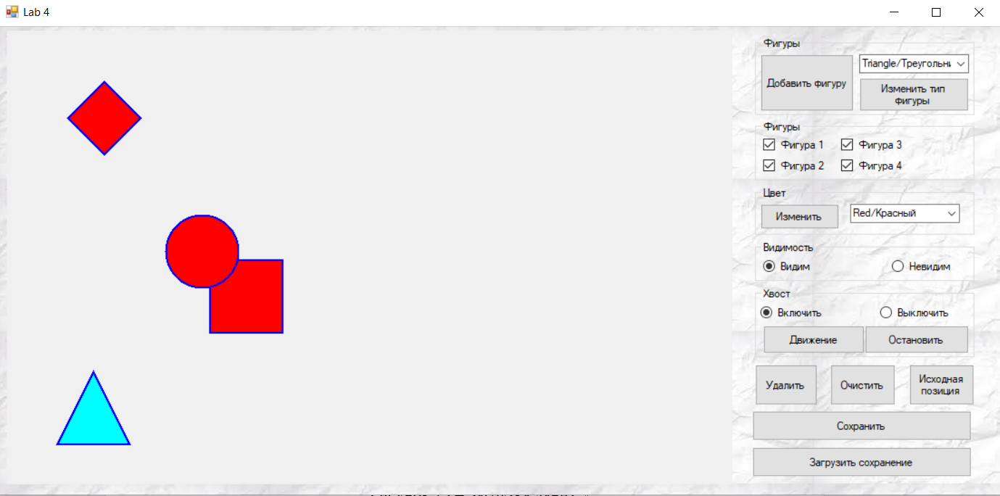 Lab 4
Фигуры
Добавить фигуру
Triangle/Треугольн
Изменить тип
фигуры
Фигуры
Фигура 1
Фигура 3
Фигура 2
Фигура 4
Цвет
Изменить
Red/Красный
Видимость
Видим
Невидим
Хвост
Включить
Выключить
Движение
Остановить
Удалить
Очистить
Исходная
позиция
Сохранить
Загрузить сохранение